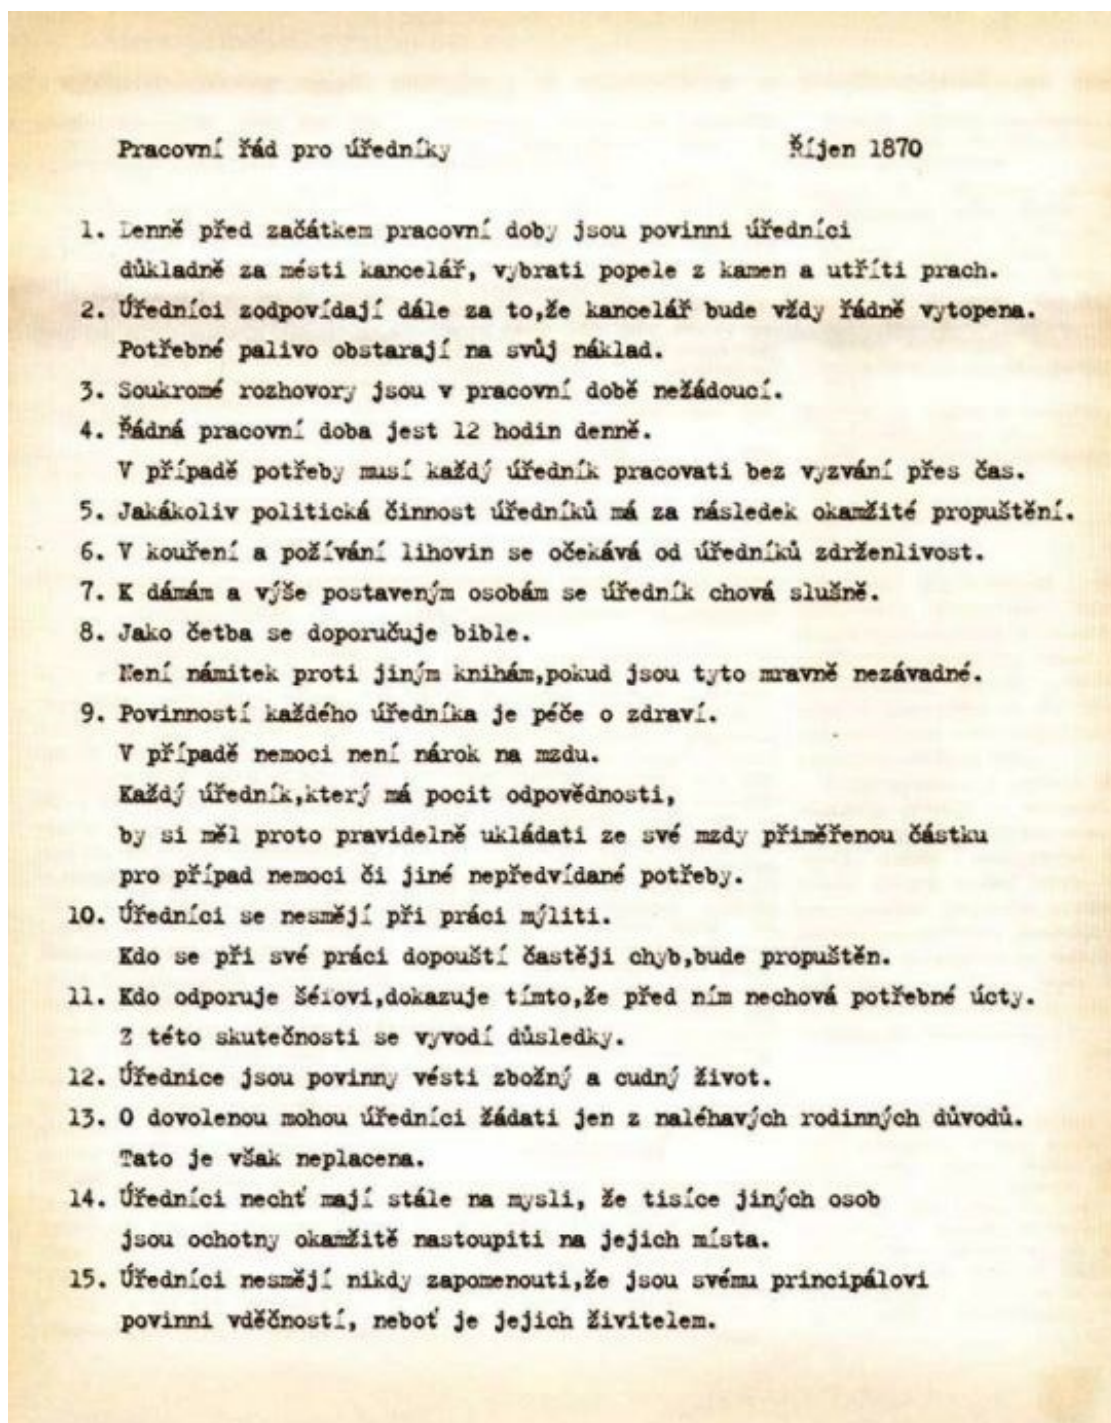 Pracovní řád pro úředníky Říjen 1870
1. Denně před začátkem pracovní doby jsou povinni úředníci
důkladně za mésti kancelář, vybrati popele z kamen a utříti prach.
2. Úředníci zodpovídají dále za to,že kancelář bude vždy řádně vytopena.
Potřebné palivo obstarají na svůj náklad.
3. Soukromé rozhovory jsou v pracovní době nežádoucí.
4. Řádná pracovní doba jest 12 hodin denně.
V případě potřeby musí každý úředník pracovati bez vyzvání přes čas.
5. Jakákoliv politická činnost úředníků má za následek okamžité propuštění.
6. V kouření a požívání lihovin se očekává od úředníků zdrženlivost.
7. K dámám a výše postaveným osobám se úředník chová slušně.
8. Jako četba se doporučuje bible.
Není námitek proti jiným knihám,pokud jsou tyto mravně nezávadné.
9. Povinností každého úředníka je péče o zdraví.
V případě nemoci není nárok na mzdu.
Každý úředník,který má pocit odpovědnosti,
by si měl proto pravidelně ukládati ze své mzdy přiměřenou částku
pro případ nemoci či jiné nepředvídané potřeby.
10. Úředníci se nesmějí při práci mýliti.
Kdo se při své práci dopouští častěji chyb,bude propuštěn.
11. Kdo odporuje šéfovi,dokazuje tímto,že před ním nechová potřebné úcty.
Z této skutečnosti se vyvodí důsledky.
12. Úřednice jsou povinny vésti zbožný a cudný život.
13. O dovolenou mohou úředníci žádati jen z naléhavých rodinných důvodů.
Tato je však neplacena.
14. Úředníci nechť mají stále na mysli, že tisíce jiných osob
jsou ochotny okamžitě nastoupiti na jejich místa.
15. Úředníci nesmějí nikdy zapomenouti,že jsou svému principálovi
povinni vděčností, neboť je jejich živitelem.